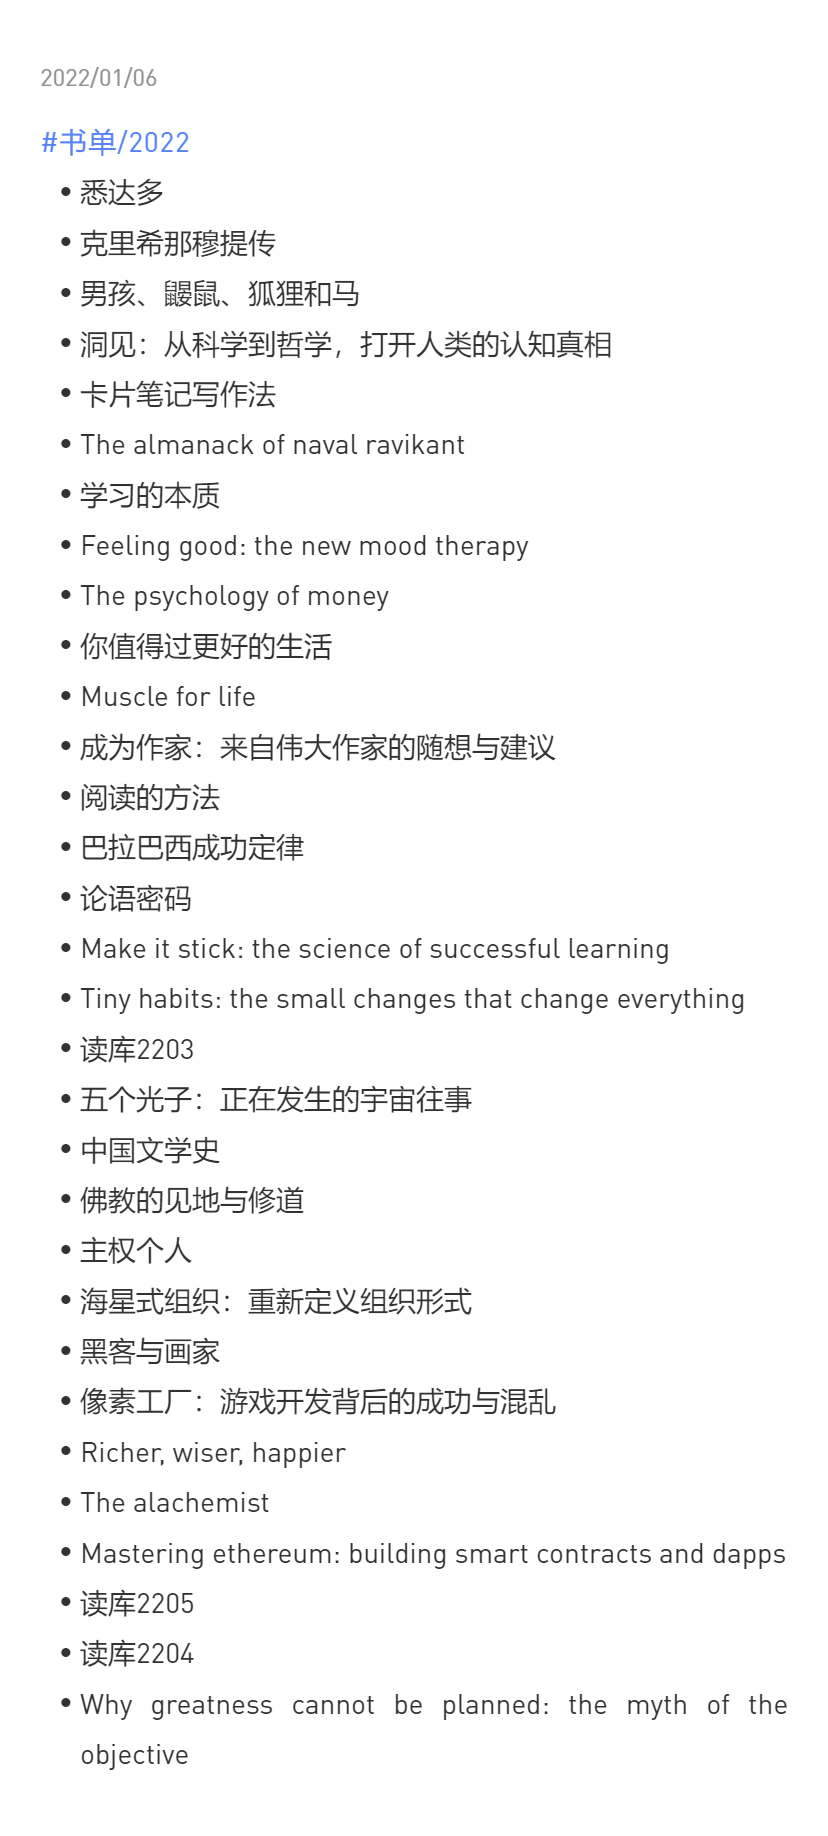 2022/01/06
#书单/2022
• 悉达多
• 克里希那穆提传
• 男孩、鼹鼠、狐狸和马
• 洞见：从科学到哲学，打开人类的认知真相
• 卡片笔记写作法
• The almanack of naval ravikant
• 学习的本质
• Feeling good: the new mood therapy
• The psychology of money
• 你值得过更好的生活
• Muscle for life
• 成为作家：来自伟大作家的随想与建议
• 阅读的方法
• 巴拉巴西成功定律
• 论语密码
• Make it stick: the science of successful learning
• Tiny habits: the small changes that change everything
• 读库2203
• 五个光子：正在发生的宇宙往事
• 中国文学史
• 佛教的见地与修道
• 主权个人
• 海星式组织：重新定义组织形式
• 黑客与画家
• 像素工厂：游戏开发背后的成功与混乱
• Richer, wiser, happier
• The alachemist
• Mastering ethereum: building smart contracts and dapps
• 读库2205
• 读库2204
• Why greatness cannot be planned: the myth of the
objective